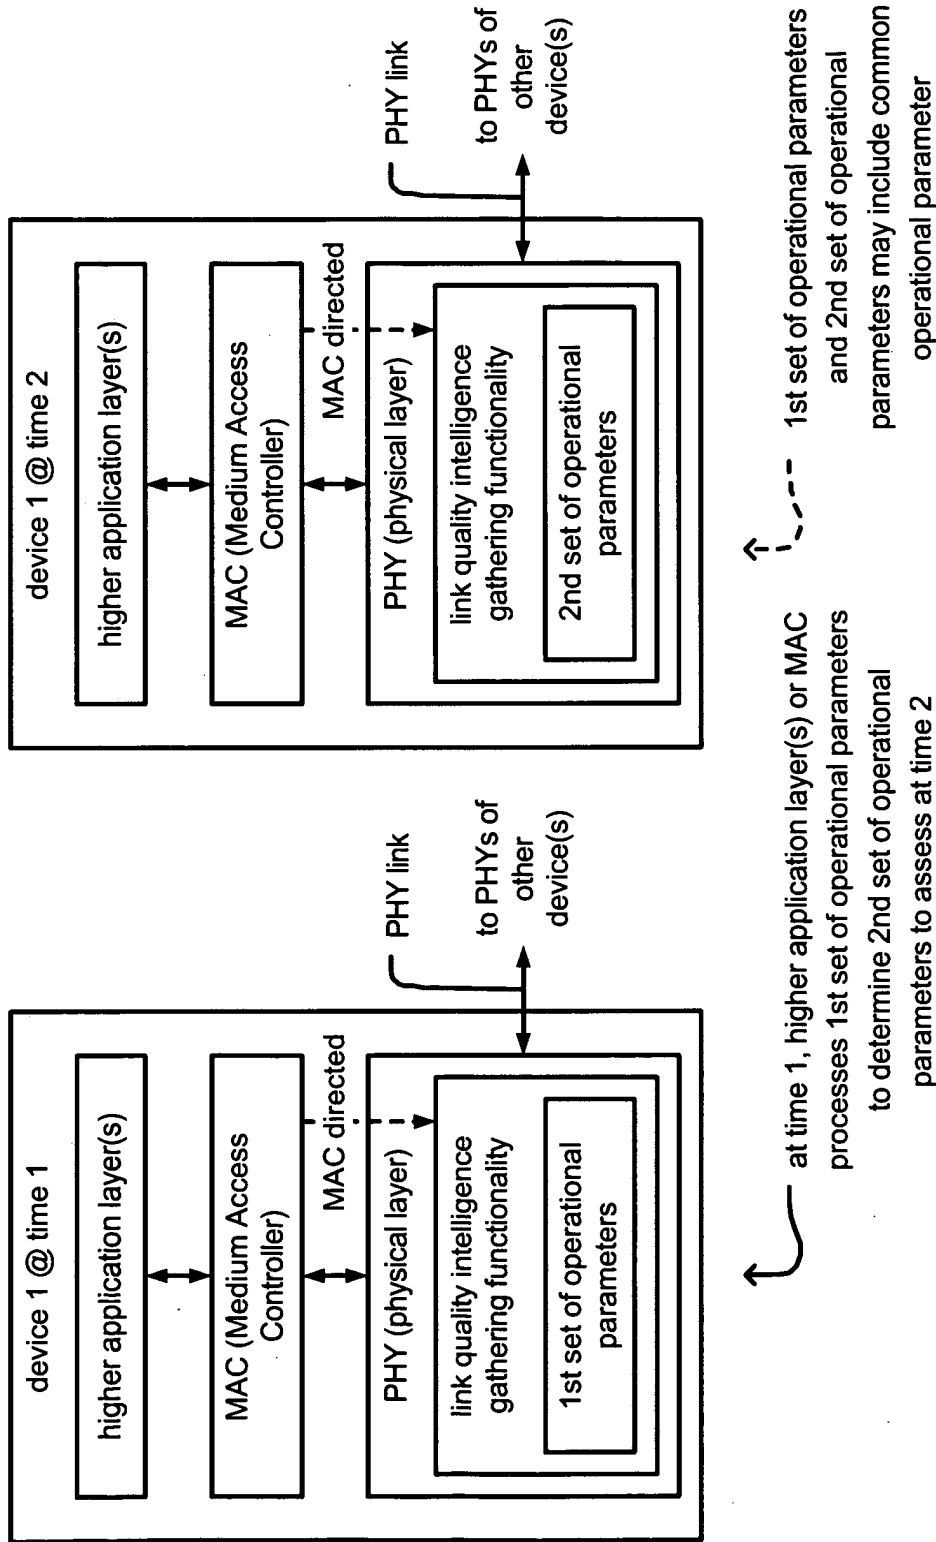 device 1 @ time 1
higher application layer(s)
MAC (Medium Access
Controller)
MAC directed
PHY (physical layer)
link quality intelligence
gathering functionality
1st set of operational
parameters
PHY link
to PHYs of
other
device(s)
at time 1, higher application layer(s) or MAC
processes 1st set of operational parameters
to determine 2nd set of operational
parameters to assess at time 2
device 1 @ time 2
higher application layer(s)
MAC (Medium Access
Controller)
MAC directed
PHY (physical layer)
link quality intelligence
gathering functionality
2nd set of operational
parameters
PHY link
to PHYs of
other
device(s)
1st set of operational parameters
and 2nd set of operational
parameters may include common
operational parameter